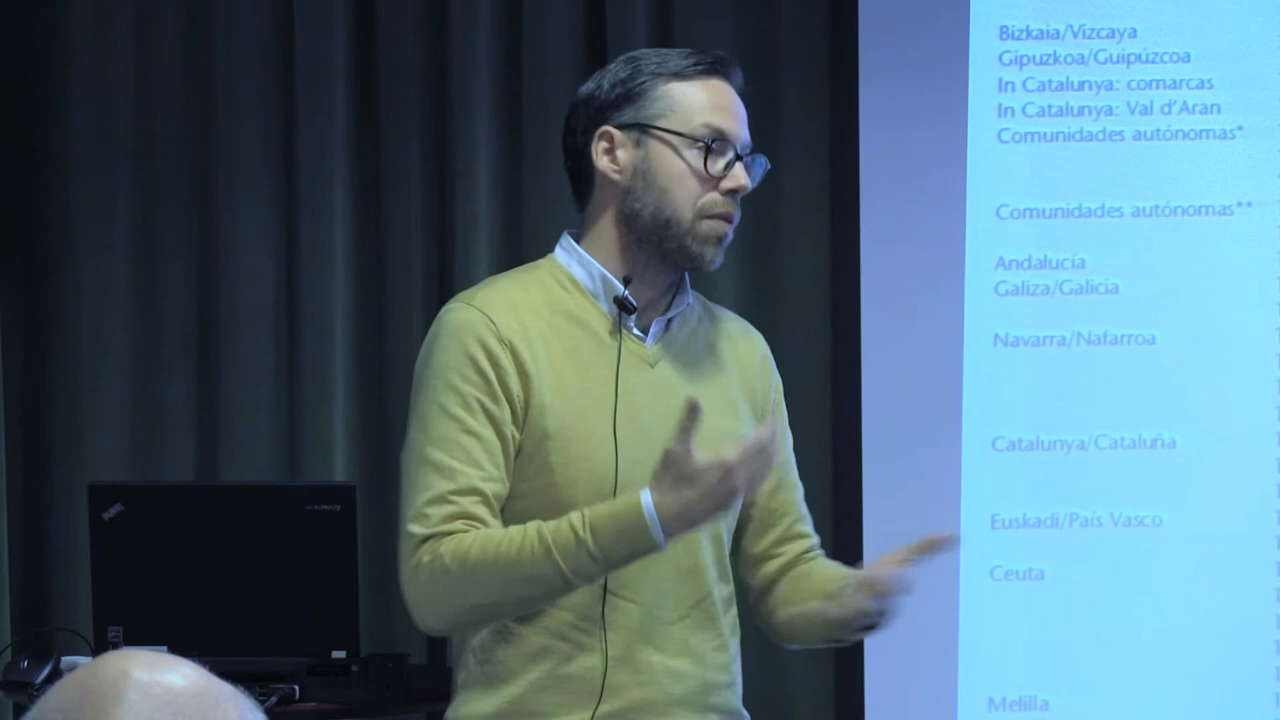 Bizkaia/Vizcaya
Gipuzkoa/Guipúzcoa
In Catalunya: comarcas
In Catalunya: Val d'Aran
Comunidades autónomas*
Comunidades autónomas**
Andalucía
Galiza/Galicia
Navarra/Nafarroa
Catalunya/Cataluña
Euskadi/País Vasco
Ceuta
Melilla